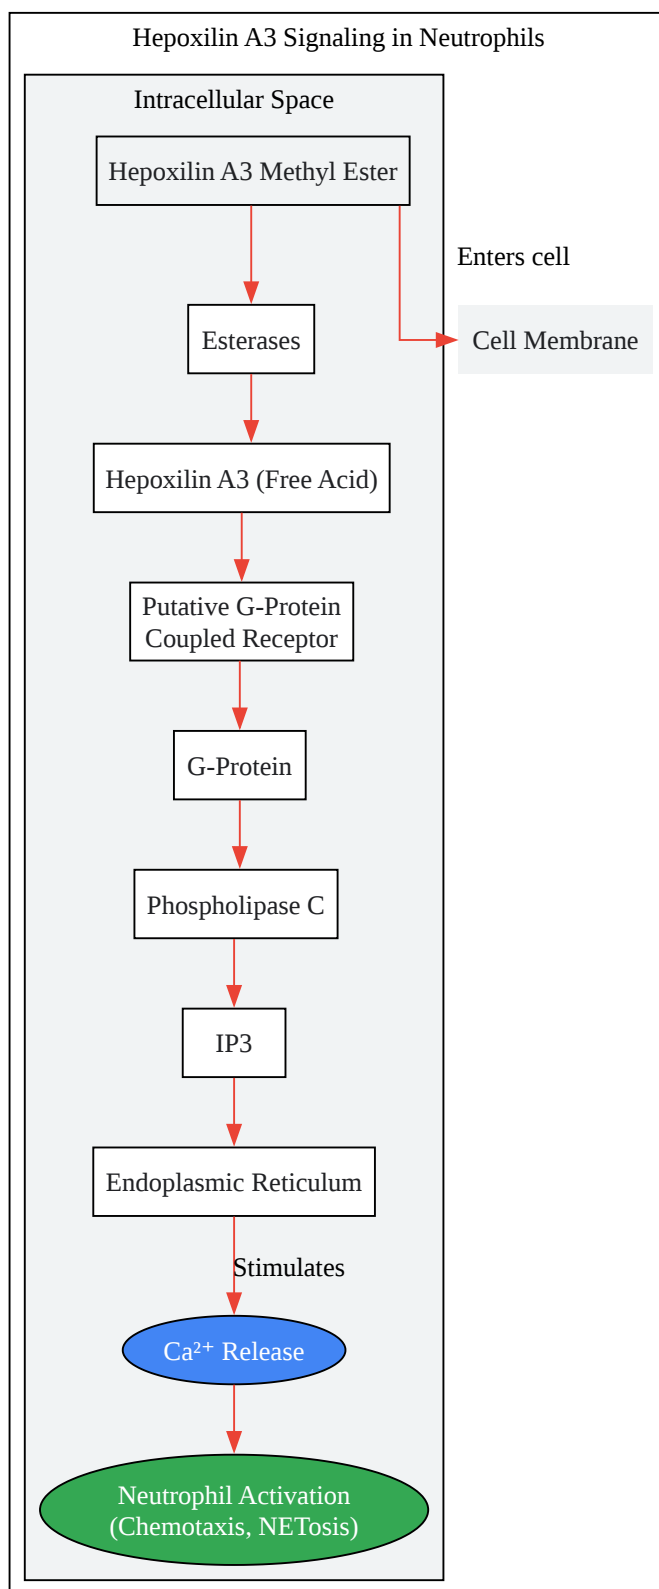 Hepoxilin A3 Signaling in Neutrophils
Intracellular Space
Hepoxilin A3 Methyl Ester
Enters cell
Esterases
Cell Membrane
Hepoxilin A3 (Free Acid)
Putative G-Protein
Coupled Receptor
G-Protein
Phospholipase C
IP3
Endoplasmic Reticulum
Stimulates
Ca²⁺ Release
Neutrophil Activation
(Chemotaxis, NETosis)